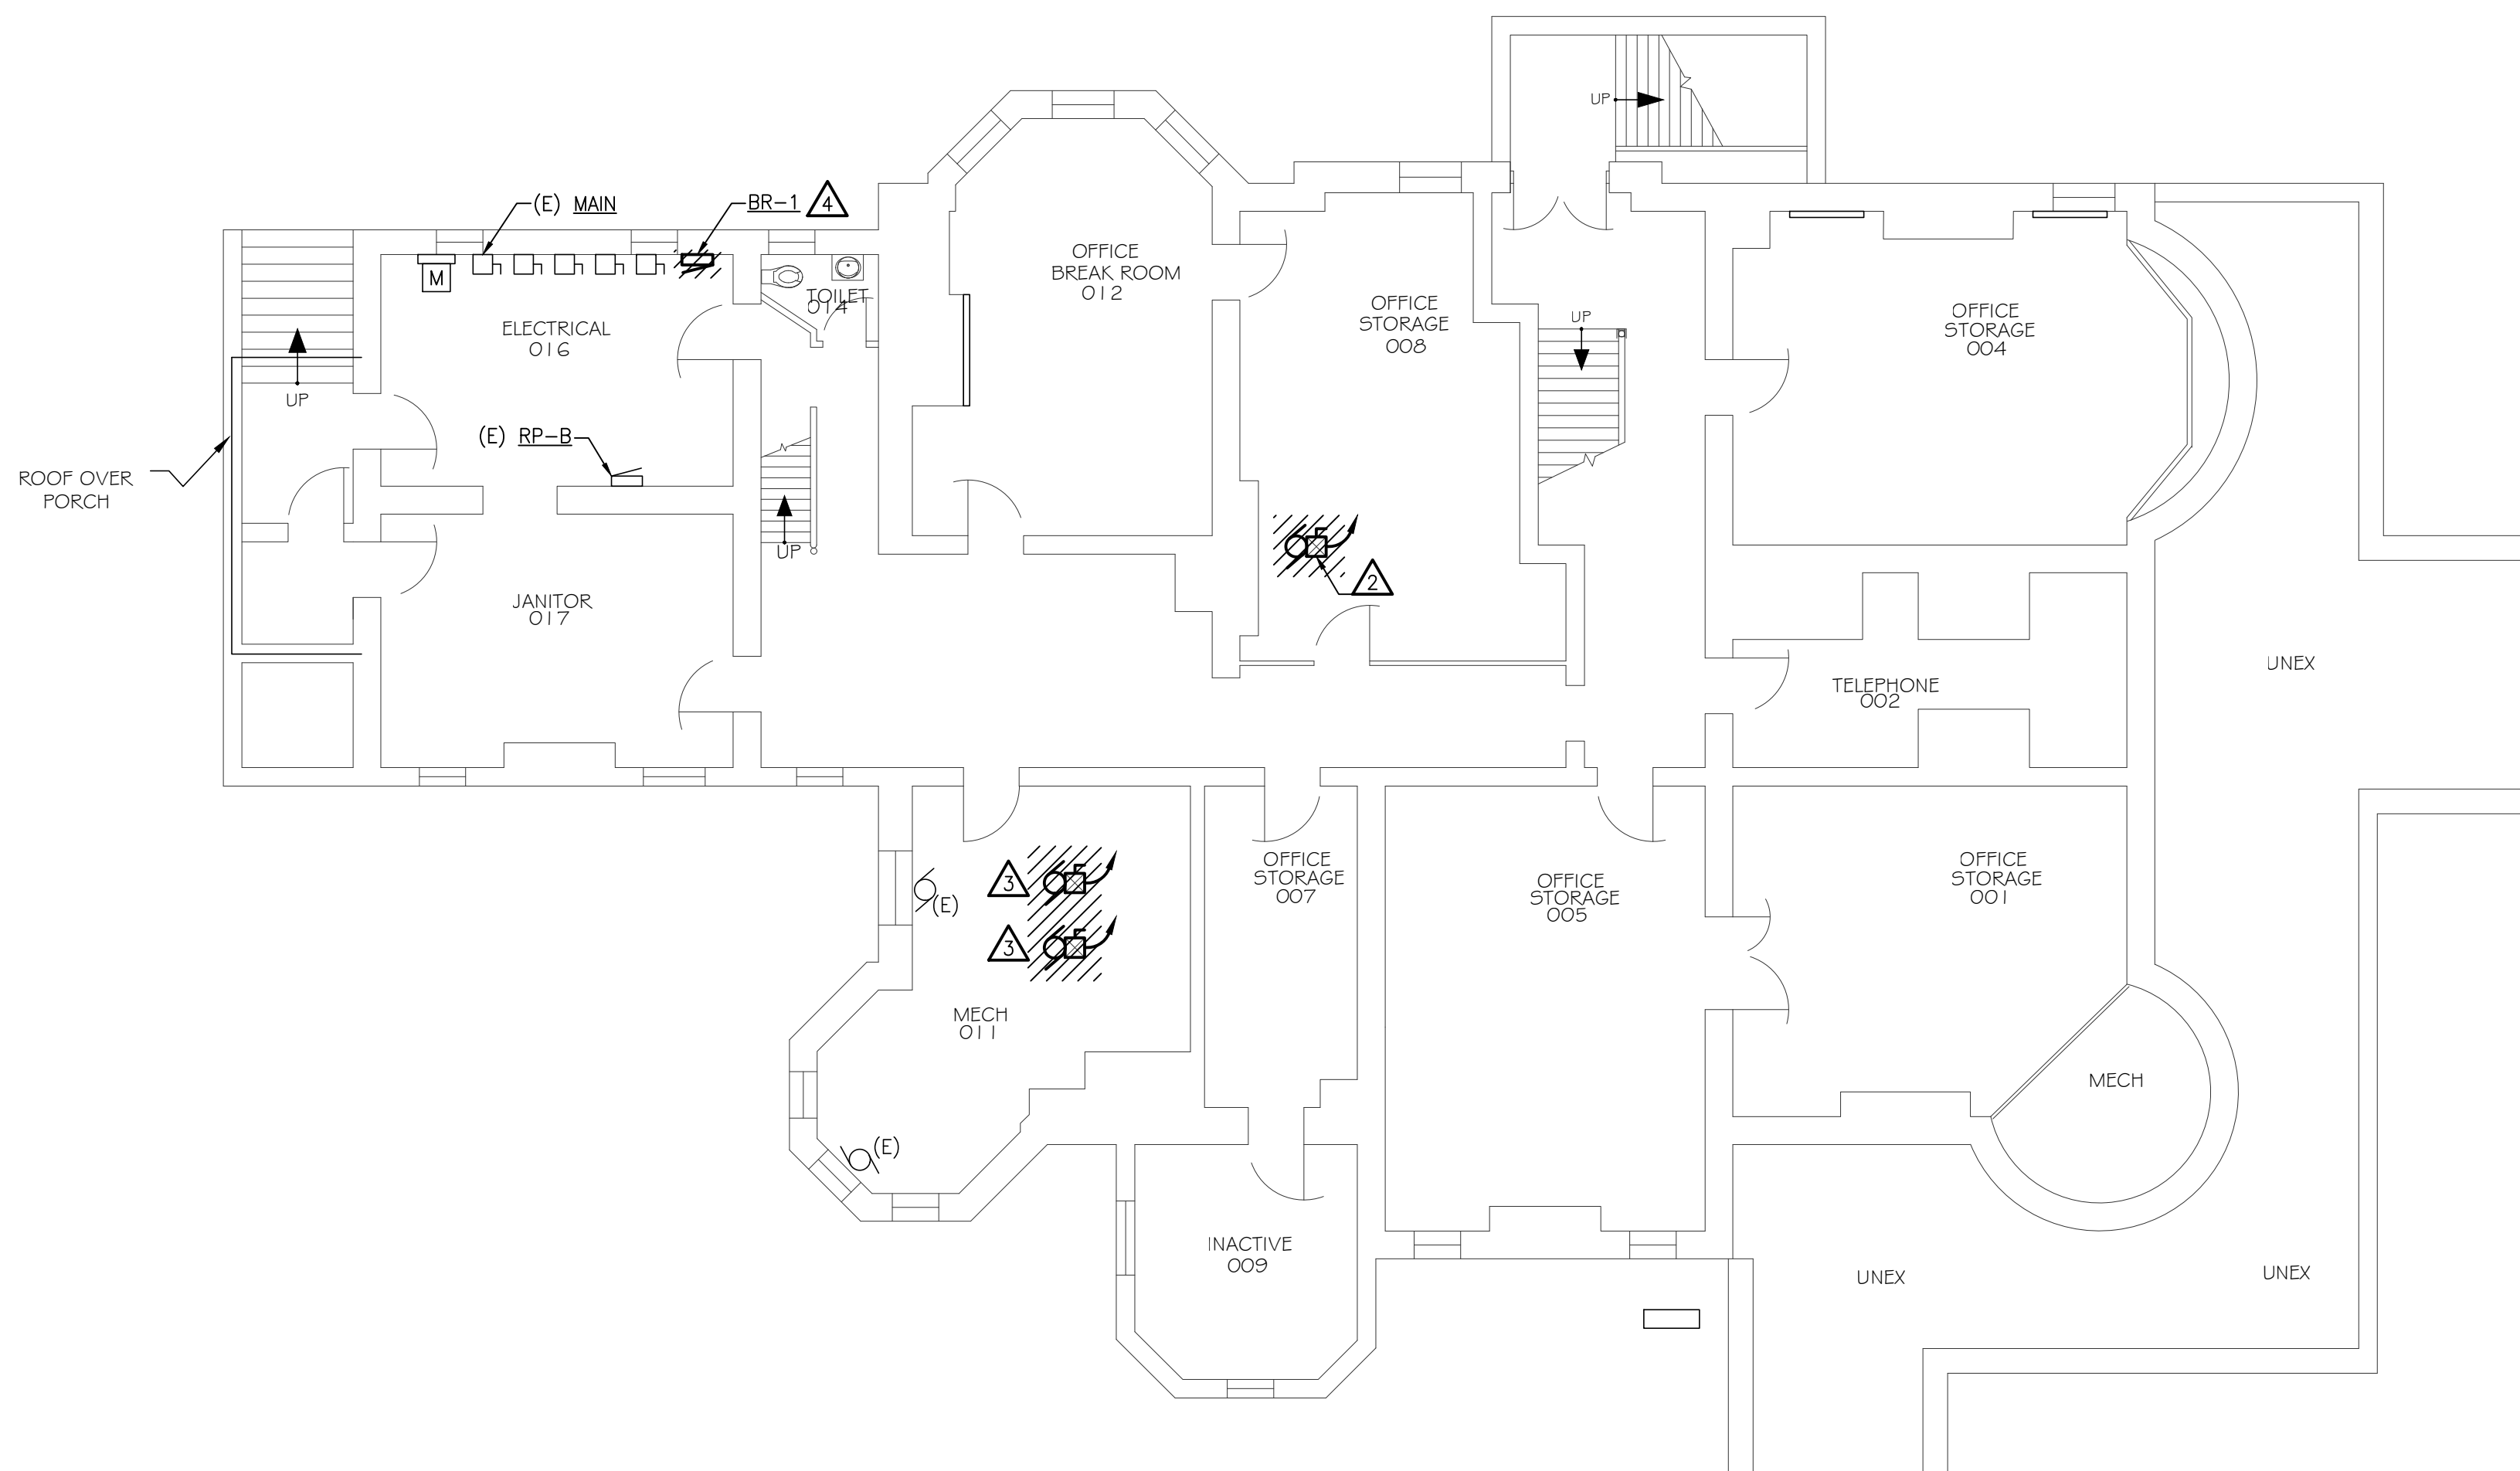 UP
(E) MAIN
BR-1 4
M
OFFICE
BREAK ROOM
012
TOILET
014
ELECTRICAL
016
OFFICE
STORAGE
008
UP
OFFICE
STORAGE
004
UP
(E) RP-B
ROOF OVER
PORCH
UP
2
JANITOR
017
UNEX
TELEPHONE
002
3
(E)
3
OFFICE
STORAGE
007
OFFICE
STORAGE
005
OFFICE
STORAGE
001
MECH
011
MECH
(E)
INACTIVE
009
UNEX
UNEX